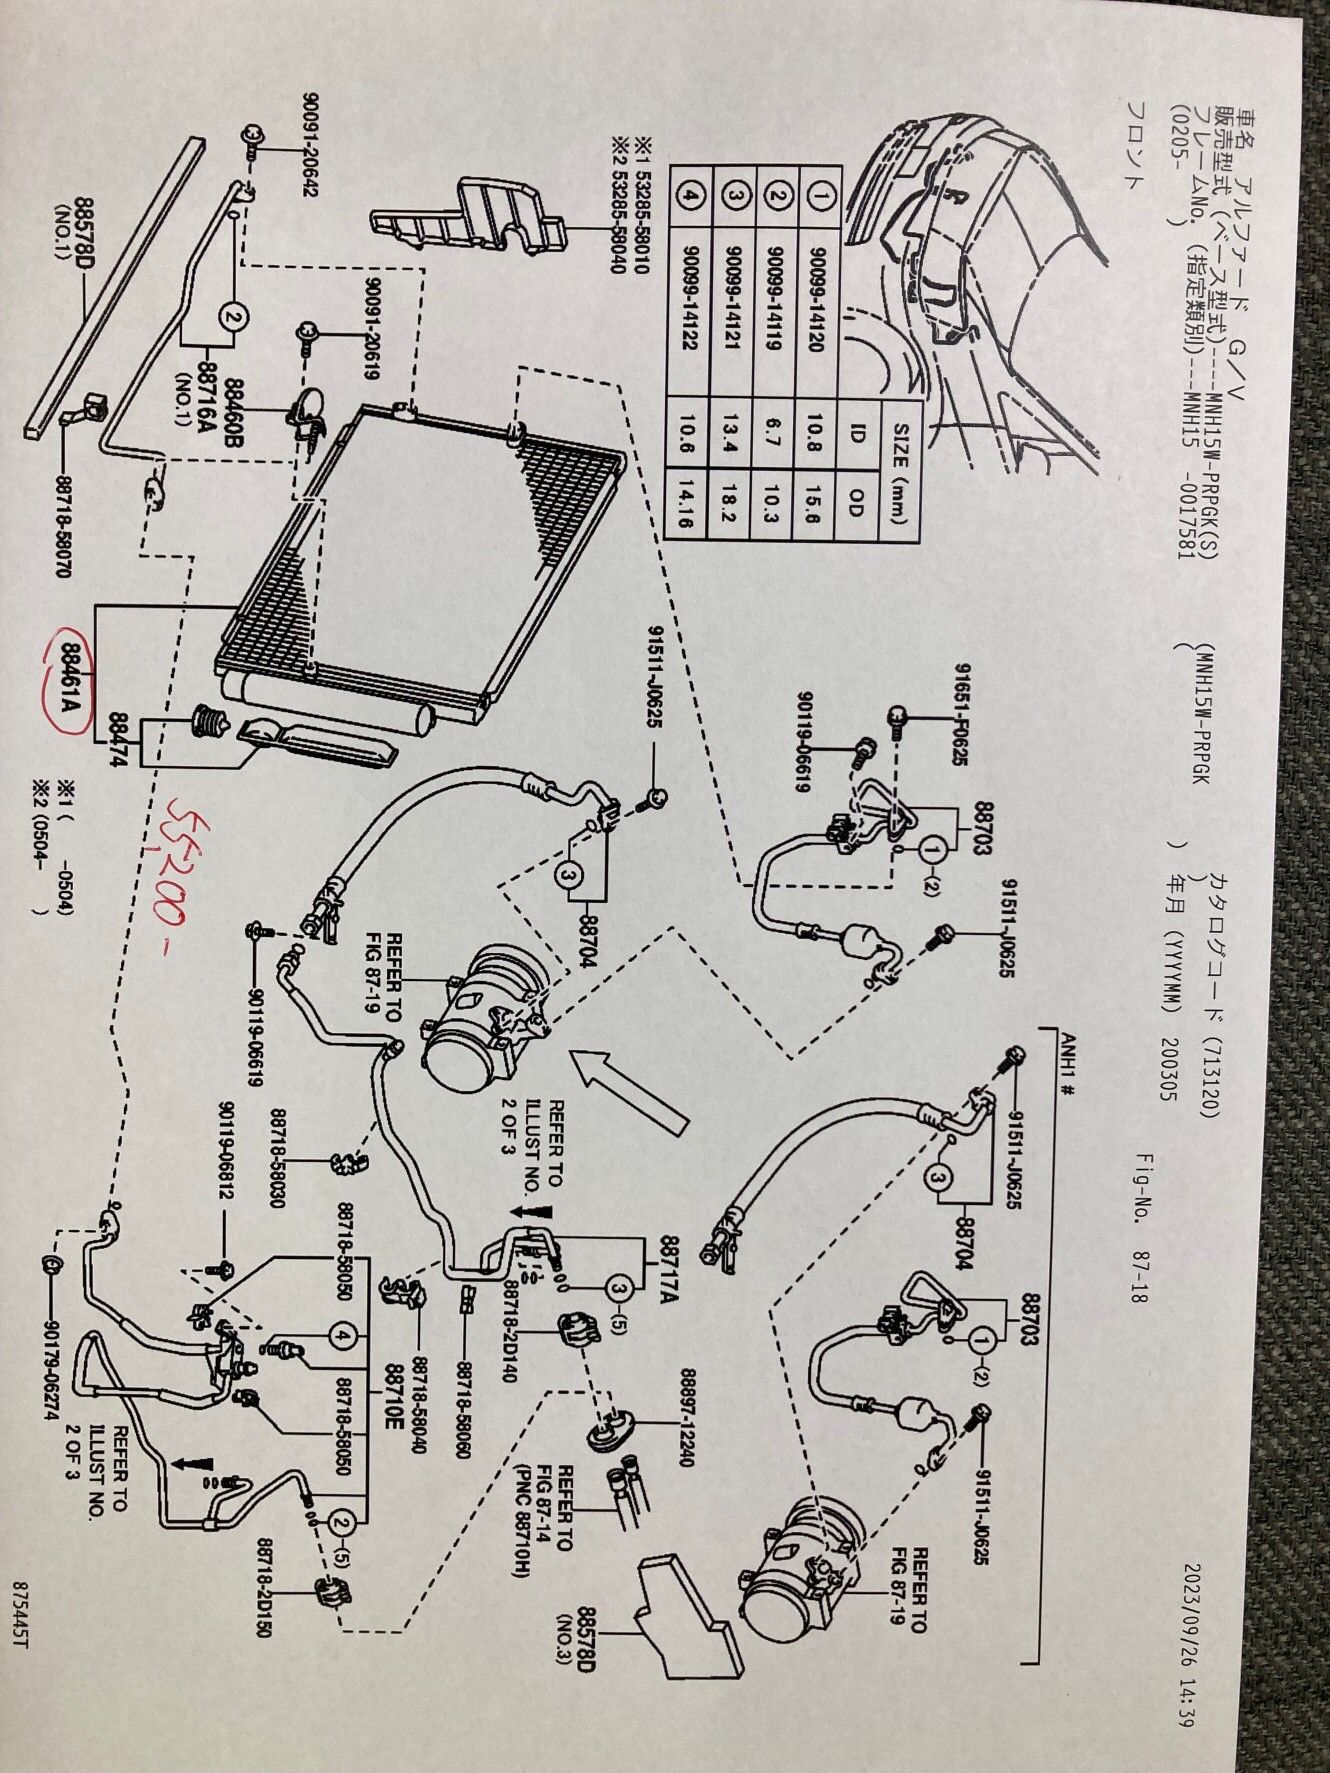 車名 アルファード G/V
販売型式 (ベース型式)---MNH15W-PRPGK(S) (MNH15W-PRPGK ) カタログコード (713120) Fig-No. 87-18 2023/09/26 14:39
フレームNo. (指定類別)---MNH15 -0017581 ( ) 年月 (YYYYMM) 200305
(0205- )
フロント
SIZE (mm)
ID OD
1 90099-14120 10.8 15.6
2 90099-14119 6.7 10.3
3 90099-14121 13.4 18.2
4 90099-14122 10.6 14.16
※1 53285-58010
※2 53285-58040
90091-20642
90091-20619
88578D
(NO.1)
2
88716A
(NO.1)
88460B
88718-58070
88461A
88474
※1 ( -0504)
※2 (0504- )
55,200-
91511-J0625
91651-F0625
90119-06619
88703
1 -(2)
91511-J0625
3
88704
REFER TO
FIG 87-19
90119-06619
ANH1 #
91511-J0625
3
88704
88703
1 -(2)
91511-J0625
REFER TO
FIG 87-19
REFER TO
ILLUST NO.
2 OF 3
88717A
3 -(5)
88718-2D140
88897-12240
REFER TO
FIG 87-14
(PNC 88710H)
88578D
(NO.3)
88718-58030
88718-58040
88718-58060
90119-06812
88718-58050
4
88710E
88718-58050
90179-06274
REFER TO
ILLUST NO.
2 OF 3
2 -(5)
88718-2D150
875445T